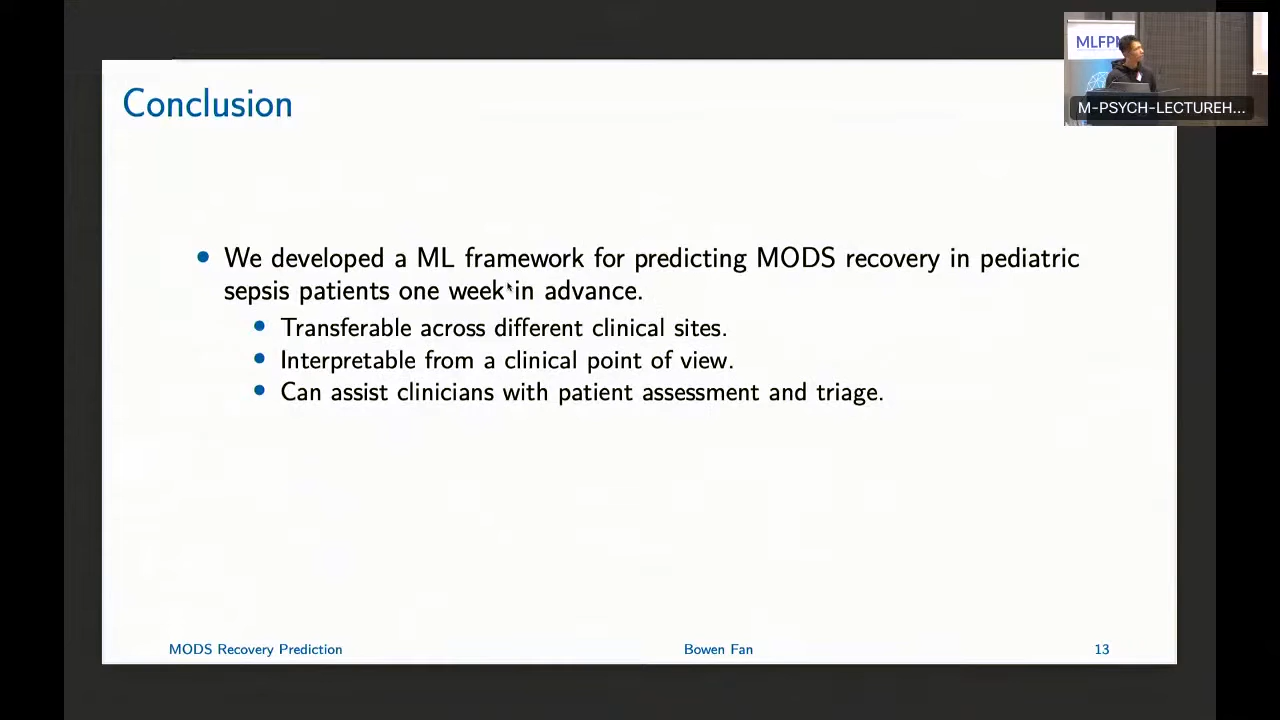 Conclusion
We developed a ML framework for predicting MODS recovery in pediatric
sepsis patients one week in advance.
Transferable across different clinical sites.
Interpretable from a clinical point of view.
Can assist clinicians with patient assessment and triage.
MODS Recovery Prediction
Bowen Fan
13
MLFPM
M-PSYCH-LECTUREH...